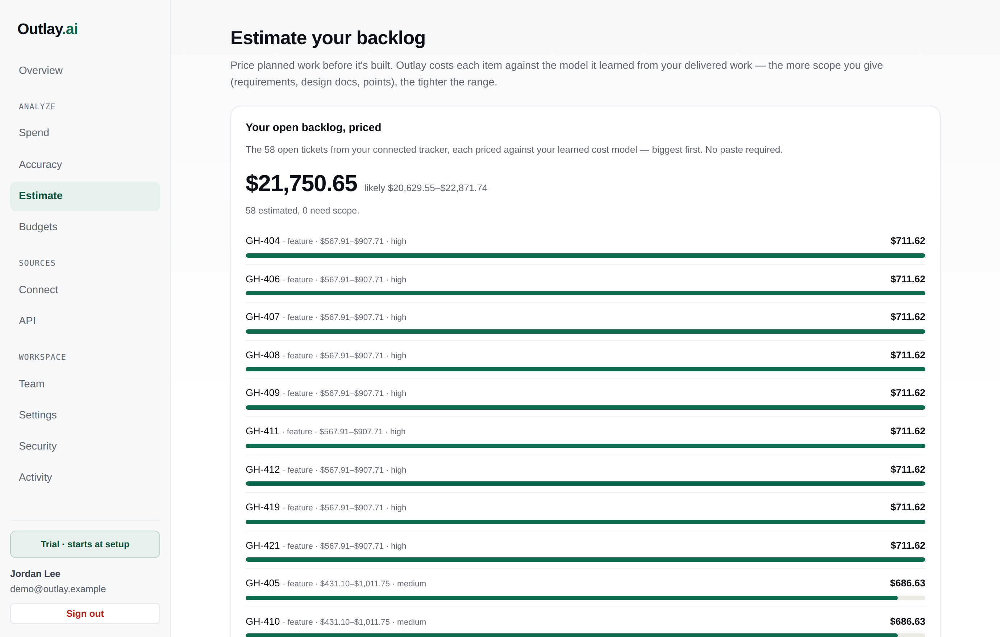 Outlay.ai
Overview
ANALYZE
Spend
Accuracy
Estimate
Budgets
SOURCES
Connect
API
WORKSPACE
Team
Settings
Security
Activity
Trial · starts at setup
Jordan Lee
demo@outlay.example
Sign out
Estimate your backlog
Price planned work before it's built. Outlay costs each item against the model it learned from your delivered work — the more scope you give
(requirements, design docs, points), the tighter the range.
Your open backlog, priced
The 58 open tickets from your connected tracker, each priced against your learned cost model — biggest first. No paste required.
$21,750.65 likely $20,629.55–$22,871.74
58 estimated, 0 need scope.
GH-404 · feature · $567.91–$907.71 · high $711.62
GH-406 · feature · $567.91–$907.71 · high $711.62
GH-407 · feature · $567.91–$907.71 · high $711.62
GH-408 · feature · $567.91–$907.71 · high $711.62
GH-409 · feature · $567.91–$907.71 · high $711.62
GH-411 · feature · $567.91–$907.71 · high $711.62
GH-412 · feature · $567.91–$907.71 · high $711.62
GH-419 · feature · $567.91–$907.71 · high $711.62
GH-421 · feature · $567.91–$907.71 · high $711.62
GH-405 · feature · $431.10–$1,011.75 · medium $686.63
GH-410 · feature · $431.10–$1,011.75 · medium $686.63